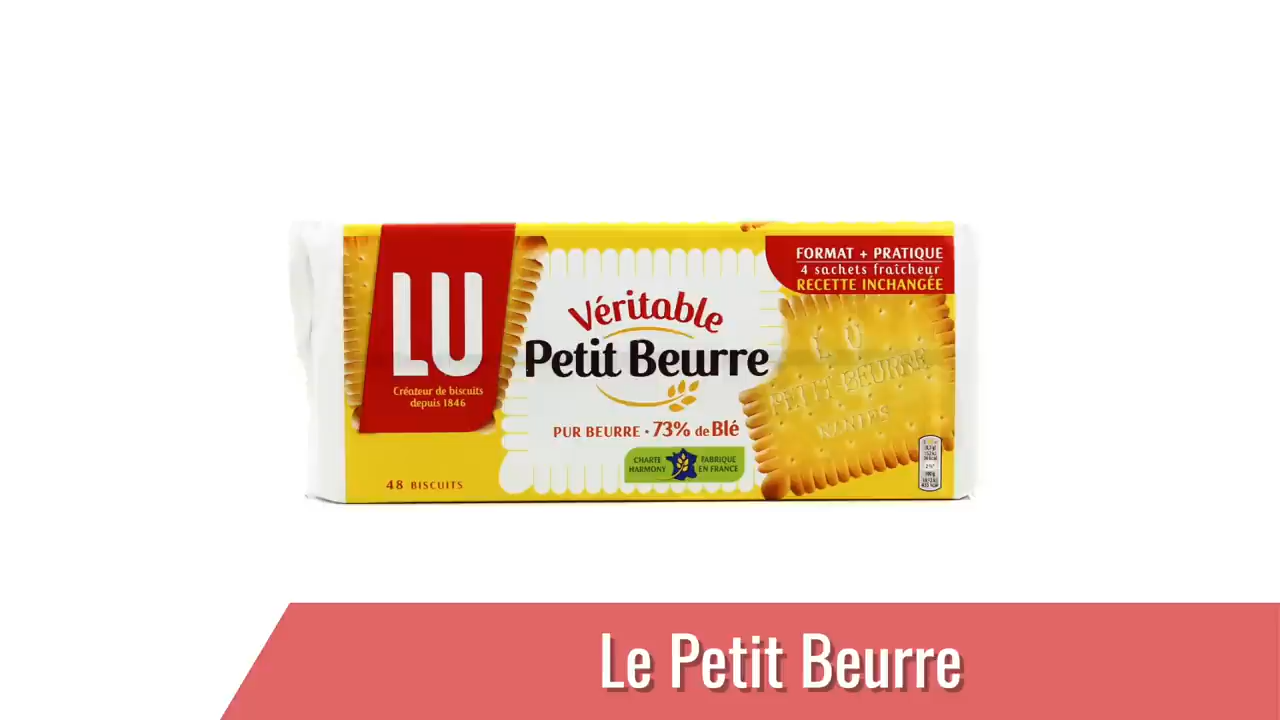 LU
Créateur de biscuits
depuis 1846
48 BISCUITS
Véritable
Petit Beurre
PUR BEURRE • 73% de Blé
CHARTE
HARMONY
FABRIQUÉ
EN FRANCE
FORMAT + PRATIQUE
4 sachets fraîcheur
RECETTE INCHANGÉE
LU
PETIT-BEURRE
NANTES
Le Petit Beurre